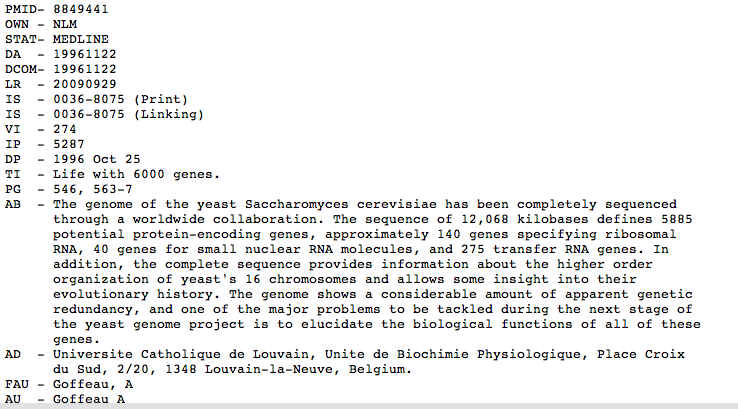 PMID- 8849441
OWN - NLM
STAT- MEDLINE
DA  - 19961122
DCOM- 19961122
LR  - 20090929
IS  - 0036-8075 (Print)
IS  - 0036-8075 (Linking)
VI  - 274
IP  - 5287
DP  - 1996 Oct 25
TI  - Life with 6000 genes.
PG  - 546, 563-7
AB  - The genome of the yeast Saccharomyces cerevisiae has been completely sequenced
through a worldwide collaboration. The sequence of 12,068 kilobases defines 5885
potential protein-encoding genes, approximately 140 genes specifying ribosomal
RNA, 40 genes for small nuclear RNA molecules, and 275 transfer RNA genes. In
addition, the complete sequence provides information about the higher order
organization of yeast's 16 chromosomes and allows some insight into their
evolutionary history. The genome shows a considerable amount of apparent genetic
redundancy, and one of the major problems to be tackled during the next stage of
the yeast genome project is to elucidate the biological functions of all of these
genes.
AD  - Universite Catholique de Louvain, Unite de Biochimie Physiologique, Place Croix
du Sud, 2/20, 1348 Louvain-la-Neuve, Belgium.
FAU - Goffeau, A
AU  - Goffeau A